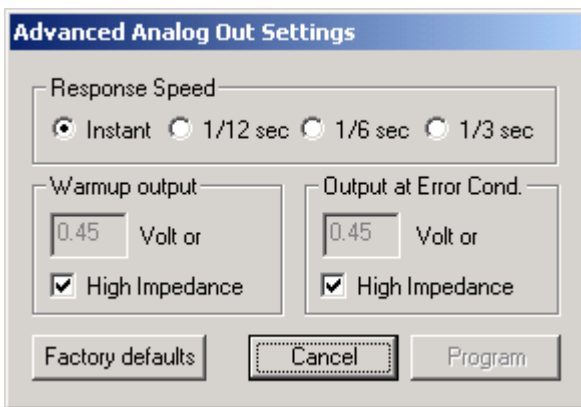 Advanced Analog Out Settings
Response Speed
Instant 1/12 sec 1/6 sec 1/3 sec
Warmup output
0.45 Volt or
High Impedance
Output at Error Cond.
0.45 Volt or
High Impedance
Factory defaults Cancel Program